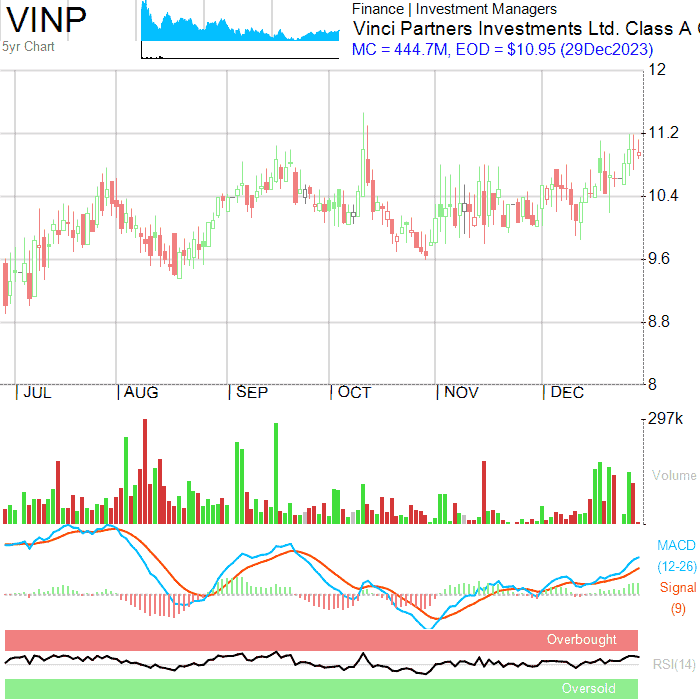 VINP
5yr Chart
Finance | Investment Managers
Vinci Partners Investments Ltd. Class A
MC = 444.7M, EOD = $10.95 (29Dec2023)
12
11.2
10.4
9.6
8.8
8
JUL AUG SEP OCT NOV DEC
297k
Volume
MACD
(12-26)
Signal
(9)
Overbought
RSI(14)
Oversold